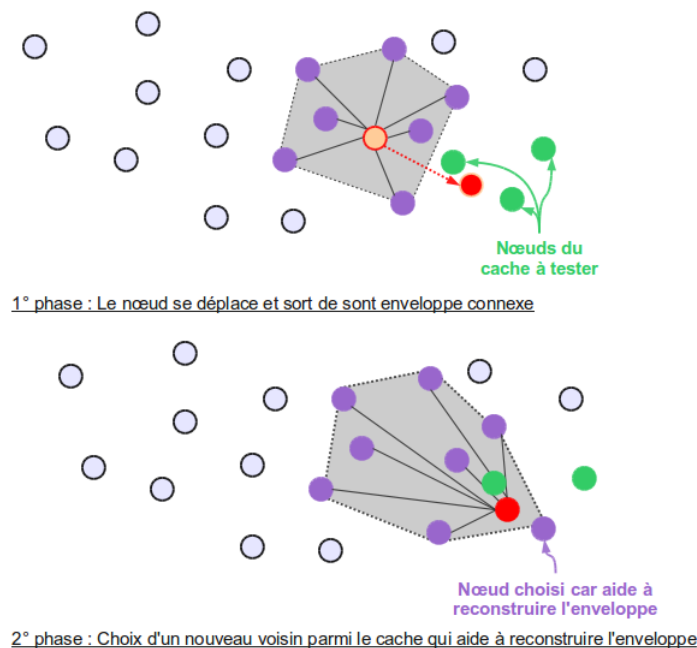 Nœuds du
cache à tester
1° phase : Le nœud se déplace et sort de sont enveloppe connexe
Nœud choisi car aide à
reconstruire l'enveloppe
2° phase : Choix d'un nouveau voisin parmi le cache qui aide à reconstruire l'enveloppe